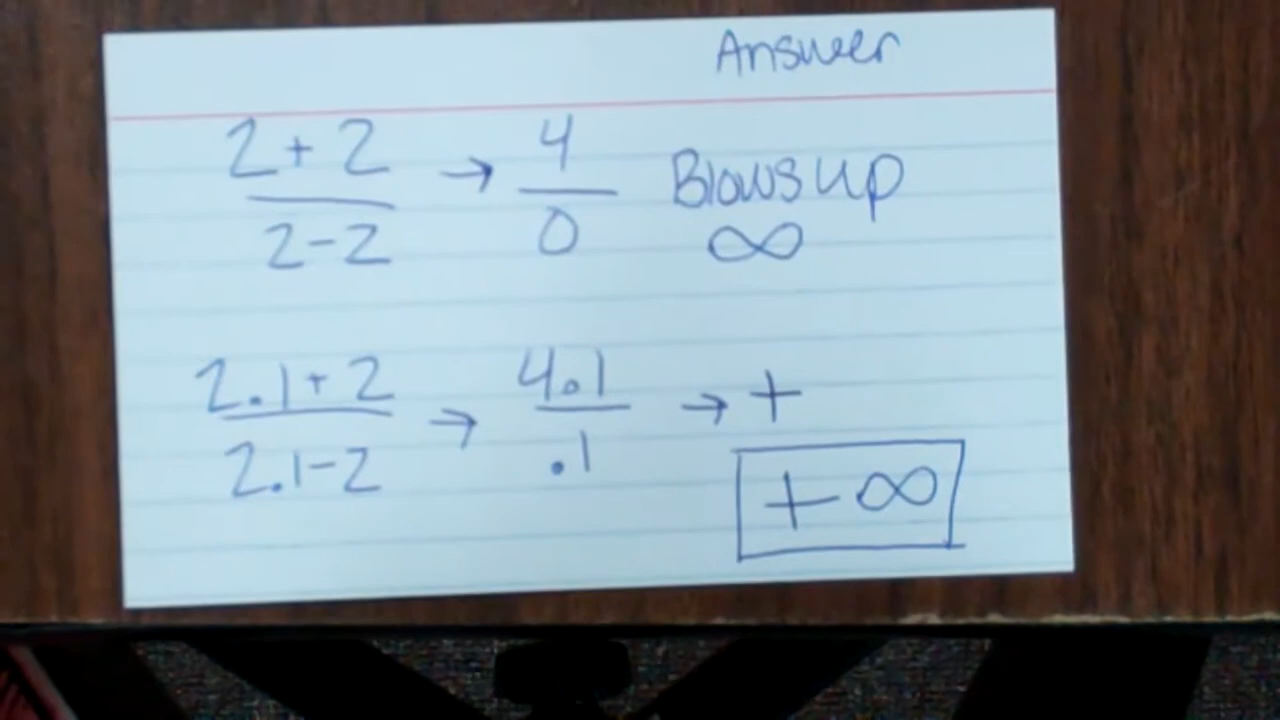 Answer
2+2 → 4 Blows up
2-2 0 ∞
2.1+2 → 4.1 → +
2.1-2 .1
+∞